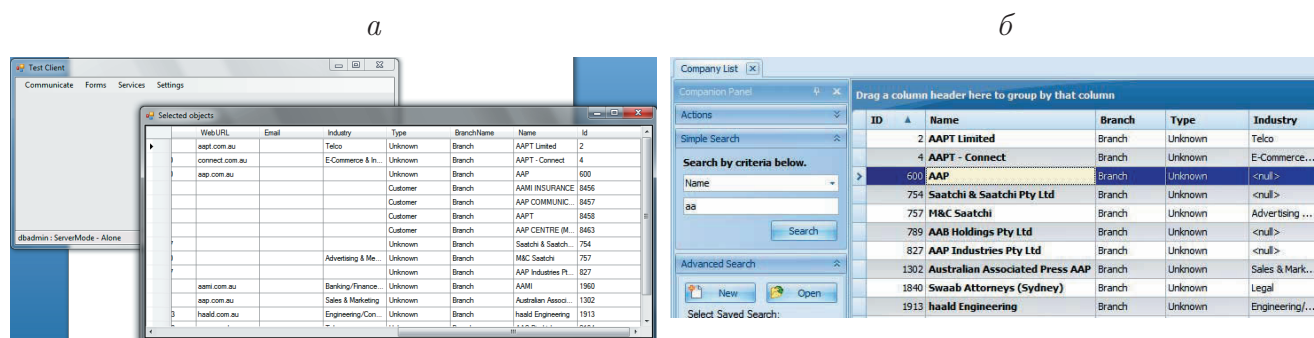 а
б
Test Client
Communicate Forms Services Settings
Selected objects
WebURL Email Industry Type BranchName Name Id
aapt.com.au Telco Unknown Branch AAPT Limited 2
connect.com.au E-Commerce & In... Unknown Branch AAPT - Connect 4
aap.com.au Unknown Branch AAP 600
Customer Branch AAMI INSURANCE 8456
Customer Branch AAP COMMUNIC... 8457
Customer Branch AAPT 8458
Customer Branch AAP CENTRE (M... 8463
Unknown Branch Saatchi & Saatch... 754
Advertising & Me... Unknown Branch M&C Saatchi 757
Unknown Branch AAP Industries Pt... 827
aami.com.au Banking/Finance... Unknown Branch AAMI 1960
aap.com.au Sales & Marketing Unknown Branch Australian Associ... 1302
haald.com.au Engineering/Con... Unknown Branch haald Engineering 1913
dbadmin : ServerMode - Alone
Company List
Companion Panel
Actions
Simple Search
Search by criteria below.
Name
aa
Search
Advanced Search
New Open
Select Saved Search:
Drag a column header here to group by that column
ID Name Branch Type Industry
2 AAPT Limited Branch Unknown Telco
4 AAPT - Connect Branch Unknown E-Commerce...
600 AAP Branch Unknown <null>
754 Saatchi & Saatchi Pty Ltd Branch Unknown <null>
757 M&C Saatchi Branch Unknown Advertising ...
789 AAB Holdings Pty Ltd Branch Unknown <null>
827 AAP Industries Pty Ltd Branch Unknown <null>
1302 Australian Associated Press AAP Branch Unknown Sales & Mark...
1840 Swaab Attorneys (Sydney) Branch Unknown Legal
1913 haald Engineering Branch Unknown Engineering/...